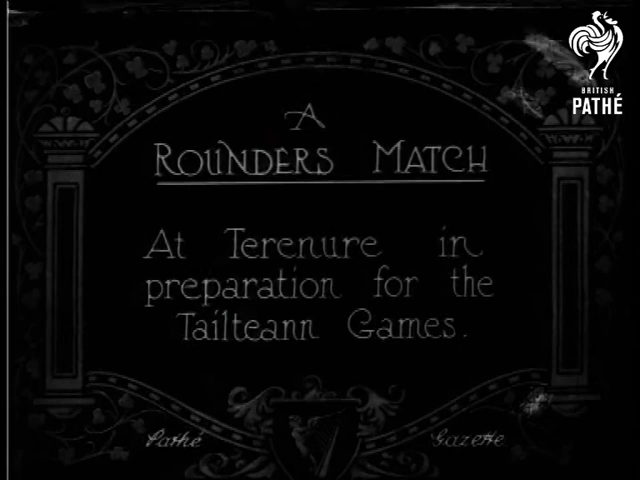 BRITISH
PATHÉ
A
ROUNDERS MATCH
At Terenure in
preparation for the
Tailteann Games.
Pathé Gazette